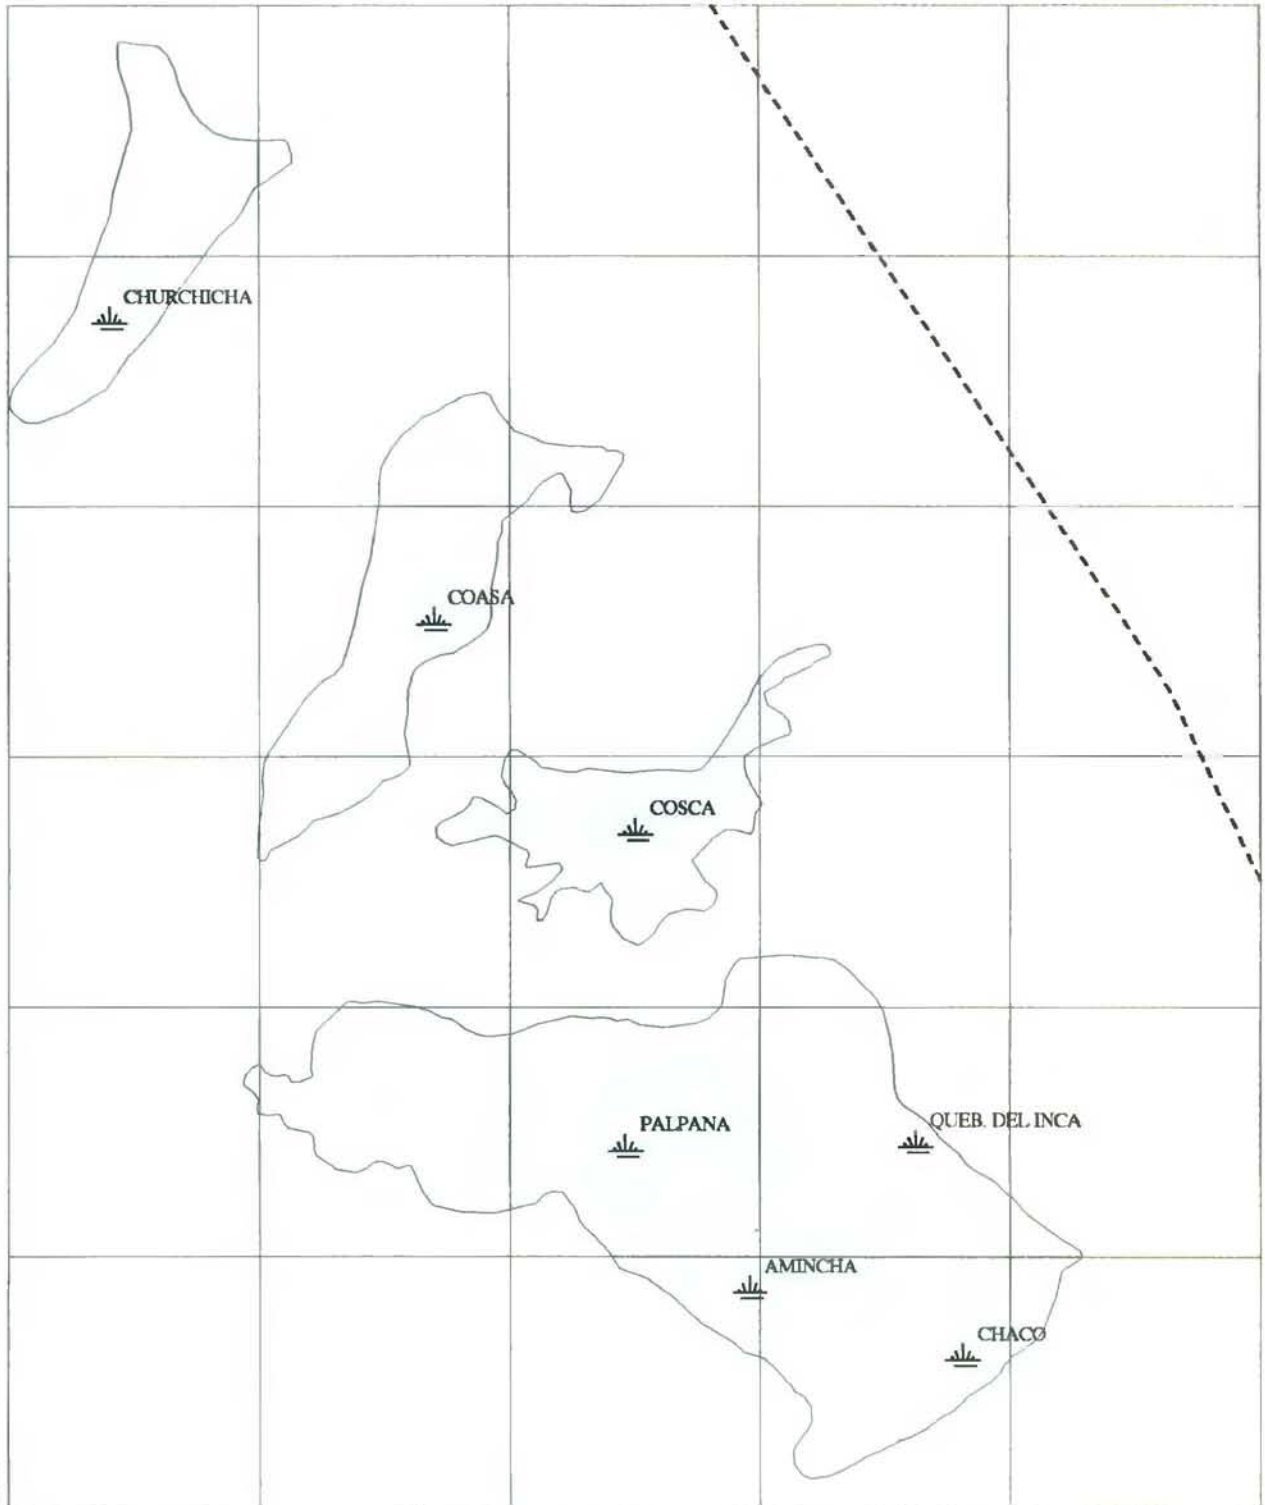 CHURCHICHA
COASA
COSCA
PALPANA
QUEB. DEL INCA
AMINCHA
CHACO